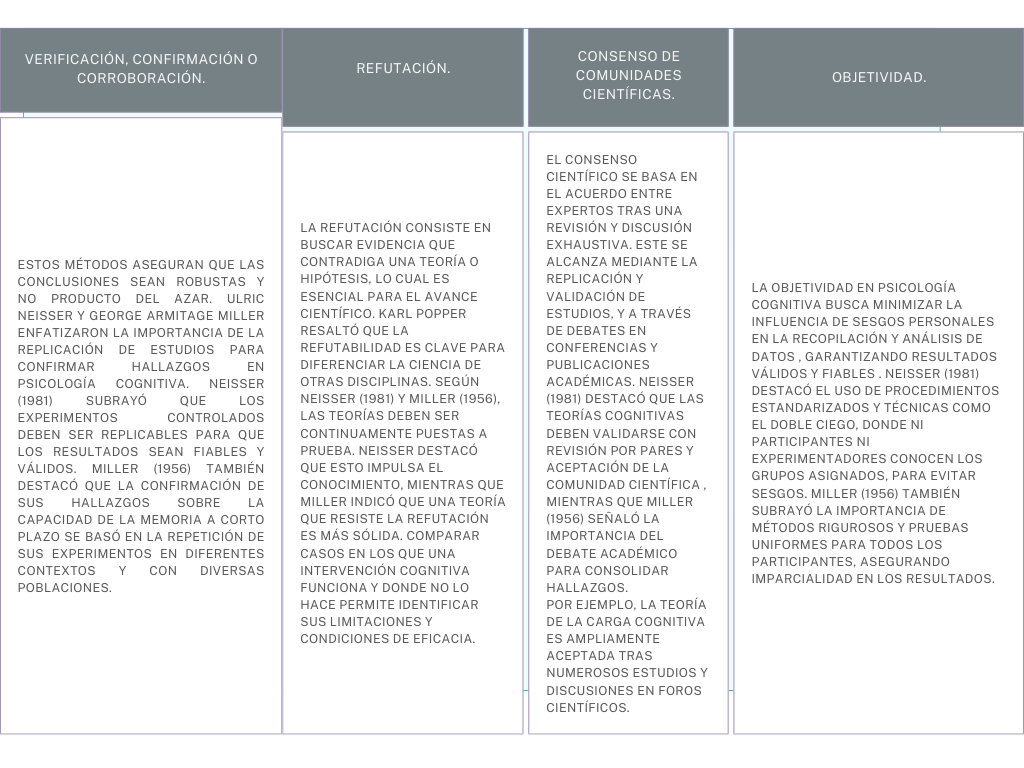 VERIFICACIÓN, CONFIRMACIÓN O
CORROBORACIÓN.
ESTOS MÉTODOS ASEGURAN QUE LAS
CONCLUSIONES SEAN ROBUSTAS Y
NO PRODUCTO DEL AZAR. ULRIC
NEISSER Y GEORGE ARMITAGE MILLER
ENFATIZARON LA IMPORTANCIA DE LA
REPLICACIÓN DE ESTUDIOS PARA
CONFIRMAR HALLAZGOS EN
PSICOLOGÍA COGNITIVA. NEISSER
(1981) SUBRAYÓ QUE LOS
EXPERIMENTOS CONTROLADOS
DEBEN SER REPLICABLES PARA QUE
LOS RESULTADOS SEAN FIABLES Y
VÁLIDOS. MILLER (1956) TAMBIÉN
DESTACÓ QUE LA CONFIRMACIÓN DE
SUS HALLAZGOS SOBRE LA
CAPACIDAD DE LA MEMORIA A CORTO
PLAZO SE BASÓ EN LA REPETICIÓN DE
SUS EXPERIMENTOS EN DIFERENTES
CONTEXTOS Y CON DIVERSAS
POBLACIONES.
REFUTACIÓN.
LA REFUTACIÓN CONSISTE EN
BUSCAR EVIDENCIA QUE
CONTRADIGA UNA TEORÍA O
HIPÓTESIS, LO CUAL ES
ESENCIAL PARA EL AVANCE
CIENTÍFICO. KARL POPPER
RESALTÓ QUE LA
REFUTABILIDAD ES CLAVE PARA
DIFERENCIAR LA CIENCIA DE
OTRAS DISCIPLINAS. SEGÚN
NEISSER (1981) Y MILLER (1956),
LAS TEORÍAS DEBEN SER
CONTINUAMENTE PUESTAS A
PRUEBA. NEISSER DESTACÓ
QUE ESTO IMPULSA EL
CONOCIMIENTO, MIENTRAS QUE
MILLER INDICÓ QUE UNA TEORÍA
QUE RESISTE LA REFUTACIÓN
ES MÁS SÓLIDA. COMPARAR
CASOS EN LOS QUE UNA
INTERVENCIÓN COGNITIVA
FUNCIONA Y DONDE NO LO
HACE PERMITE IDENTIFICAR
SUS LIMITACIONES Y
CONDICIONES DE EFICACIA.
CONSENSO DE
COMUNIDADES
CIENTÍFICAS.
EL CONSENSO
CIENTÍFICO SE BASA EN
EL ACUERDO ENTRE
EXPERTOS TRAS UNA
REVISIÓN Y DISCUSIÓN
EXHAUSTIVA. ESTE SE
ALCANZA MEDIANTE LA
REPLICACIÓN Y
VALIDACIÓN DE
ESTUDIOS, Y A TRAVÉS
DE DEBATES EN
CONFERENCIAS Y
PUBLICACIONES
ACADÉMICAS. NEISSER
(1981) DESTACÓ QUE LAS
TEORÍAS COGNITIVAS
DEBEN VALIDARSE CON
REVISIÓN POR PARES Y
ACEPTACIÓN DE LA
COMUNIDAD CIENTÍFICA ,
MIENTRAS QUE MILLER
(1956) SEÑALÓ LA
IMPORTANCIA DEL
DEBATE ACADÉMICO
PARA CONSOLIDAR
HALLAZGOS.
POR EJEMPLO, LA TEORÍA
DE LA CARGA COGNITIVA
ES AMPLIAMENTE
ACEPTADA TRAS
NUMEROSOS ESTUDIOS Y
DISCUSIONES EN FOROS
CIENTÍFICOS.
OBJETIVIDAD.
LA OBJETIVIDAD EN PSICOLOGÍA
COGNITIVA BUSCA MINIMIZAR LA
INFLUENCIA DE SESGOS PERSONALES
EN LA RECOPILACIÓN Y ANÁLISIS DE
DATOS , GARANTIZANDO RESULTADOS
VÁLIDOS Y FIABLES . NEISSER (1981)
DESTACÓ EL USO DE PROCEDIMIENTOS
ESTANDARIZADOS Y TÉCNICAS COMO
EL DOBLE CIEGO, DONDE NI
PARTICIPANTES NI
EXPERIMENTADORES CONOCEN LOS
GRUPOS ASIGNADOS, PARA EVITAR
SESGOS. MILLER (1956) TAMBIÉN
SUBRAYÓ LA IMPORTANCIA DE
MÉTODOS RIGUROSOS Y PRUEBAS
UNIFORMES PARA TODOS LOS
PARTICIPANTES, ASEGURANDO
IMPARCIALIDAD EN LOS RESULTADOS.